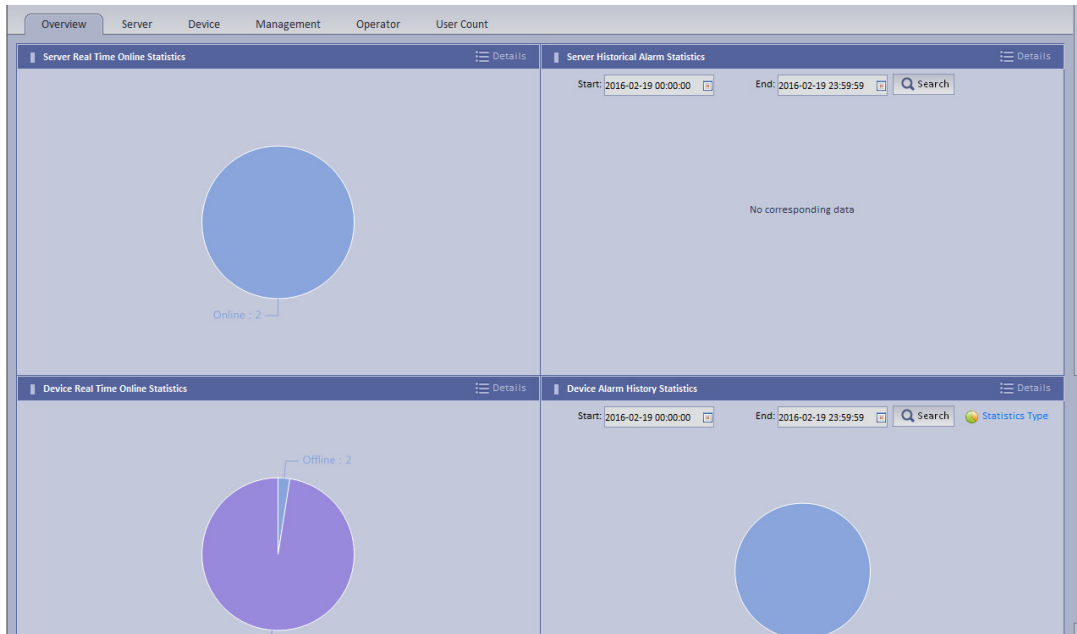 Overview Server Device Management Operator User Count
Server Real Time Online Statistics Details
Online : 2
Server Historical Alarm Statistics Details
Start: 2016-02-19 00:00:00 End: 2016-02-19 23:59:59 Search
No corresponding data
Device Real Time Online Statistics Details
Offline : 2
Device Alarm History Statistics Details
Start: 2016-02-19 00:00:00 End: 2016-02-19 23:59:59 Search Statistics Type